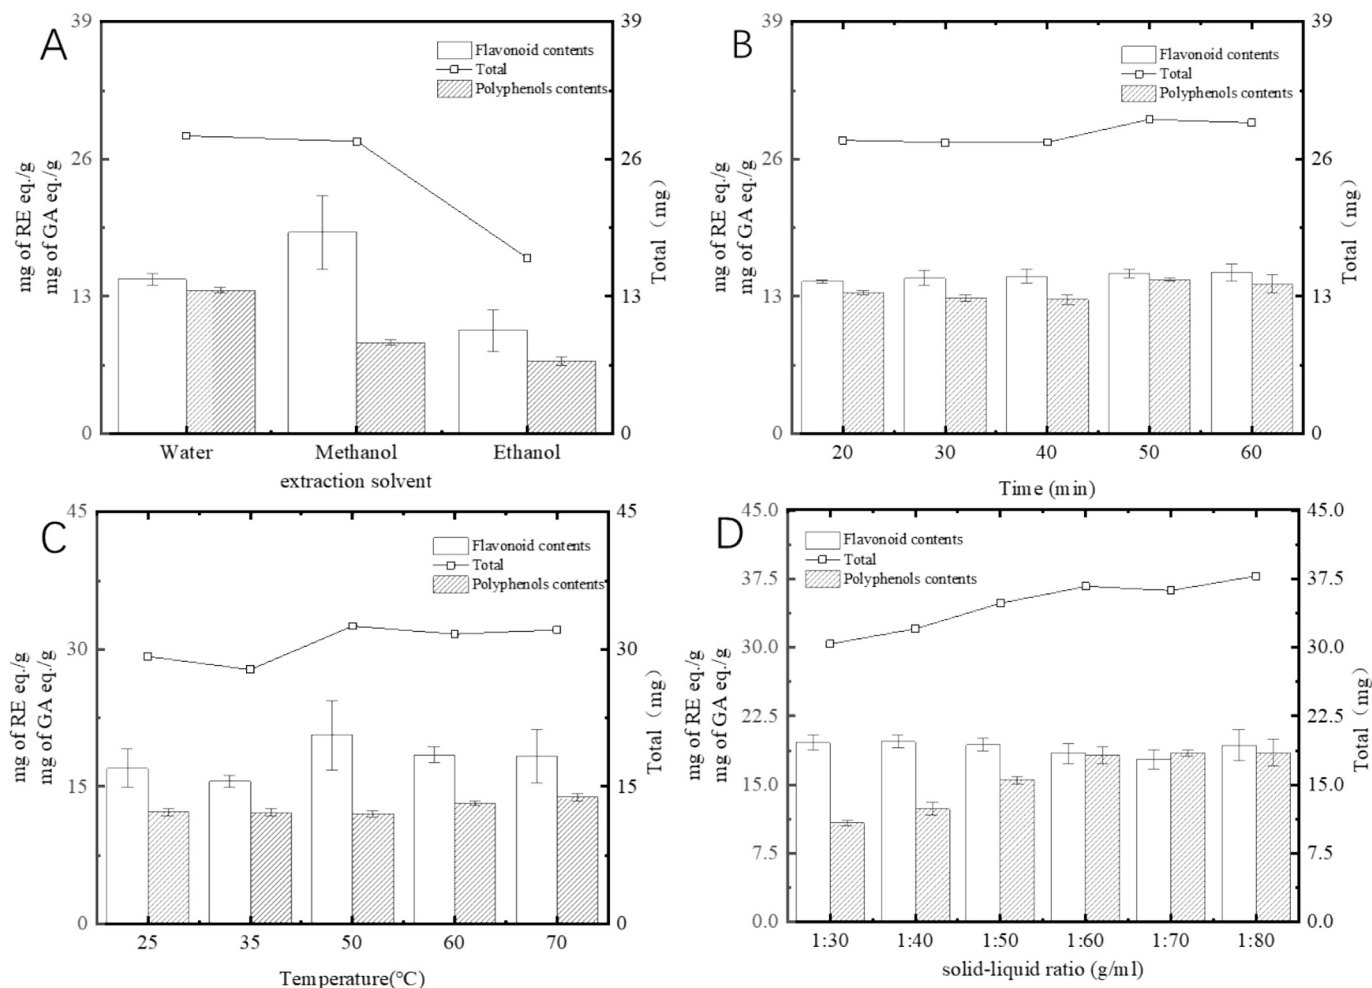 A
39
26
13
0
mg of RE eq./g
mg of GA eq./g
Flavonoid contents
Total
Polyphenols contents
39
26
13
0
Total（mg）
Water Methanol Ethanol
extraction solvent
B
39
26
13
0
mg of RE eq./g
mg of GA eq./g
Flavonoid contents
Total
Polyphenols contents
39
26
13
0
Total（mg）
20 30 40 50 60
Time (min)
C
45
30
15
0
mg of RE eq./g
mg of GA eq./g
Flavonoid contents
Total
Polyphenols contents
45
30
15
0
Total（mg）
25 35 50 60 70
Temperature(°C)
D
45.0
37.5
30.0
22.5
15.0
7.5
0.0
mg of RE eq./g
mg of GA eq./g
Flavonoid contents
Total
Polyphenols contents
45.0
37.5
30.0
22.5
15.0
7.5
0.0
Total（mg）
1:30 1:40 1:50 1:60 1:70 1:80
solid-liquid ratio (g/ml)